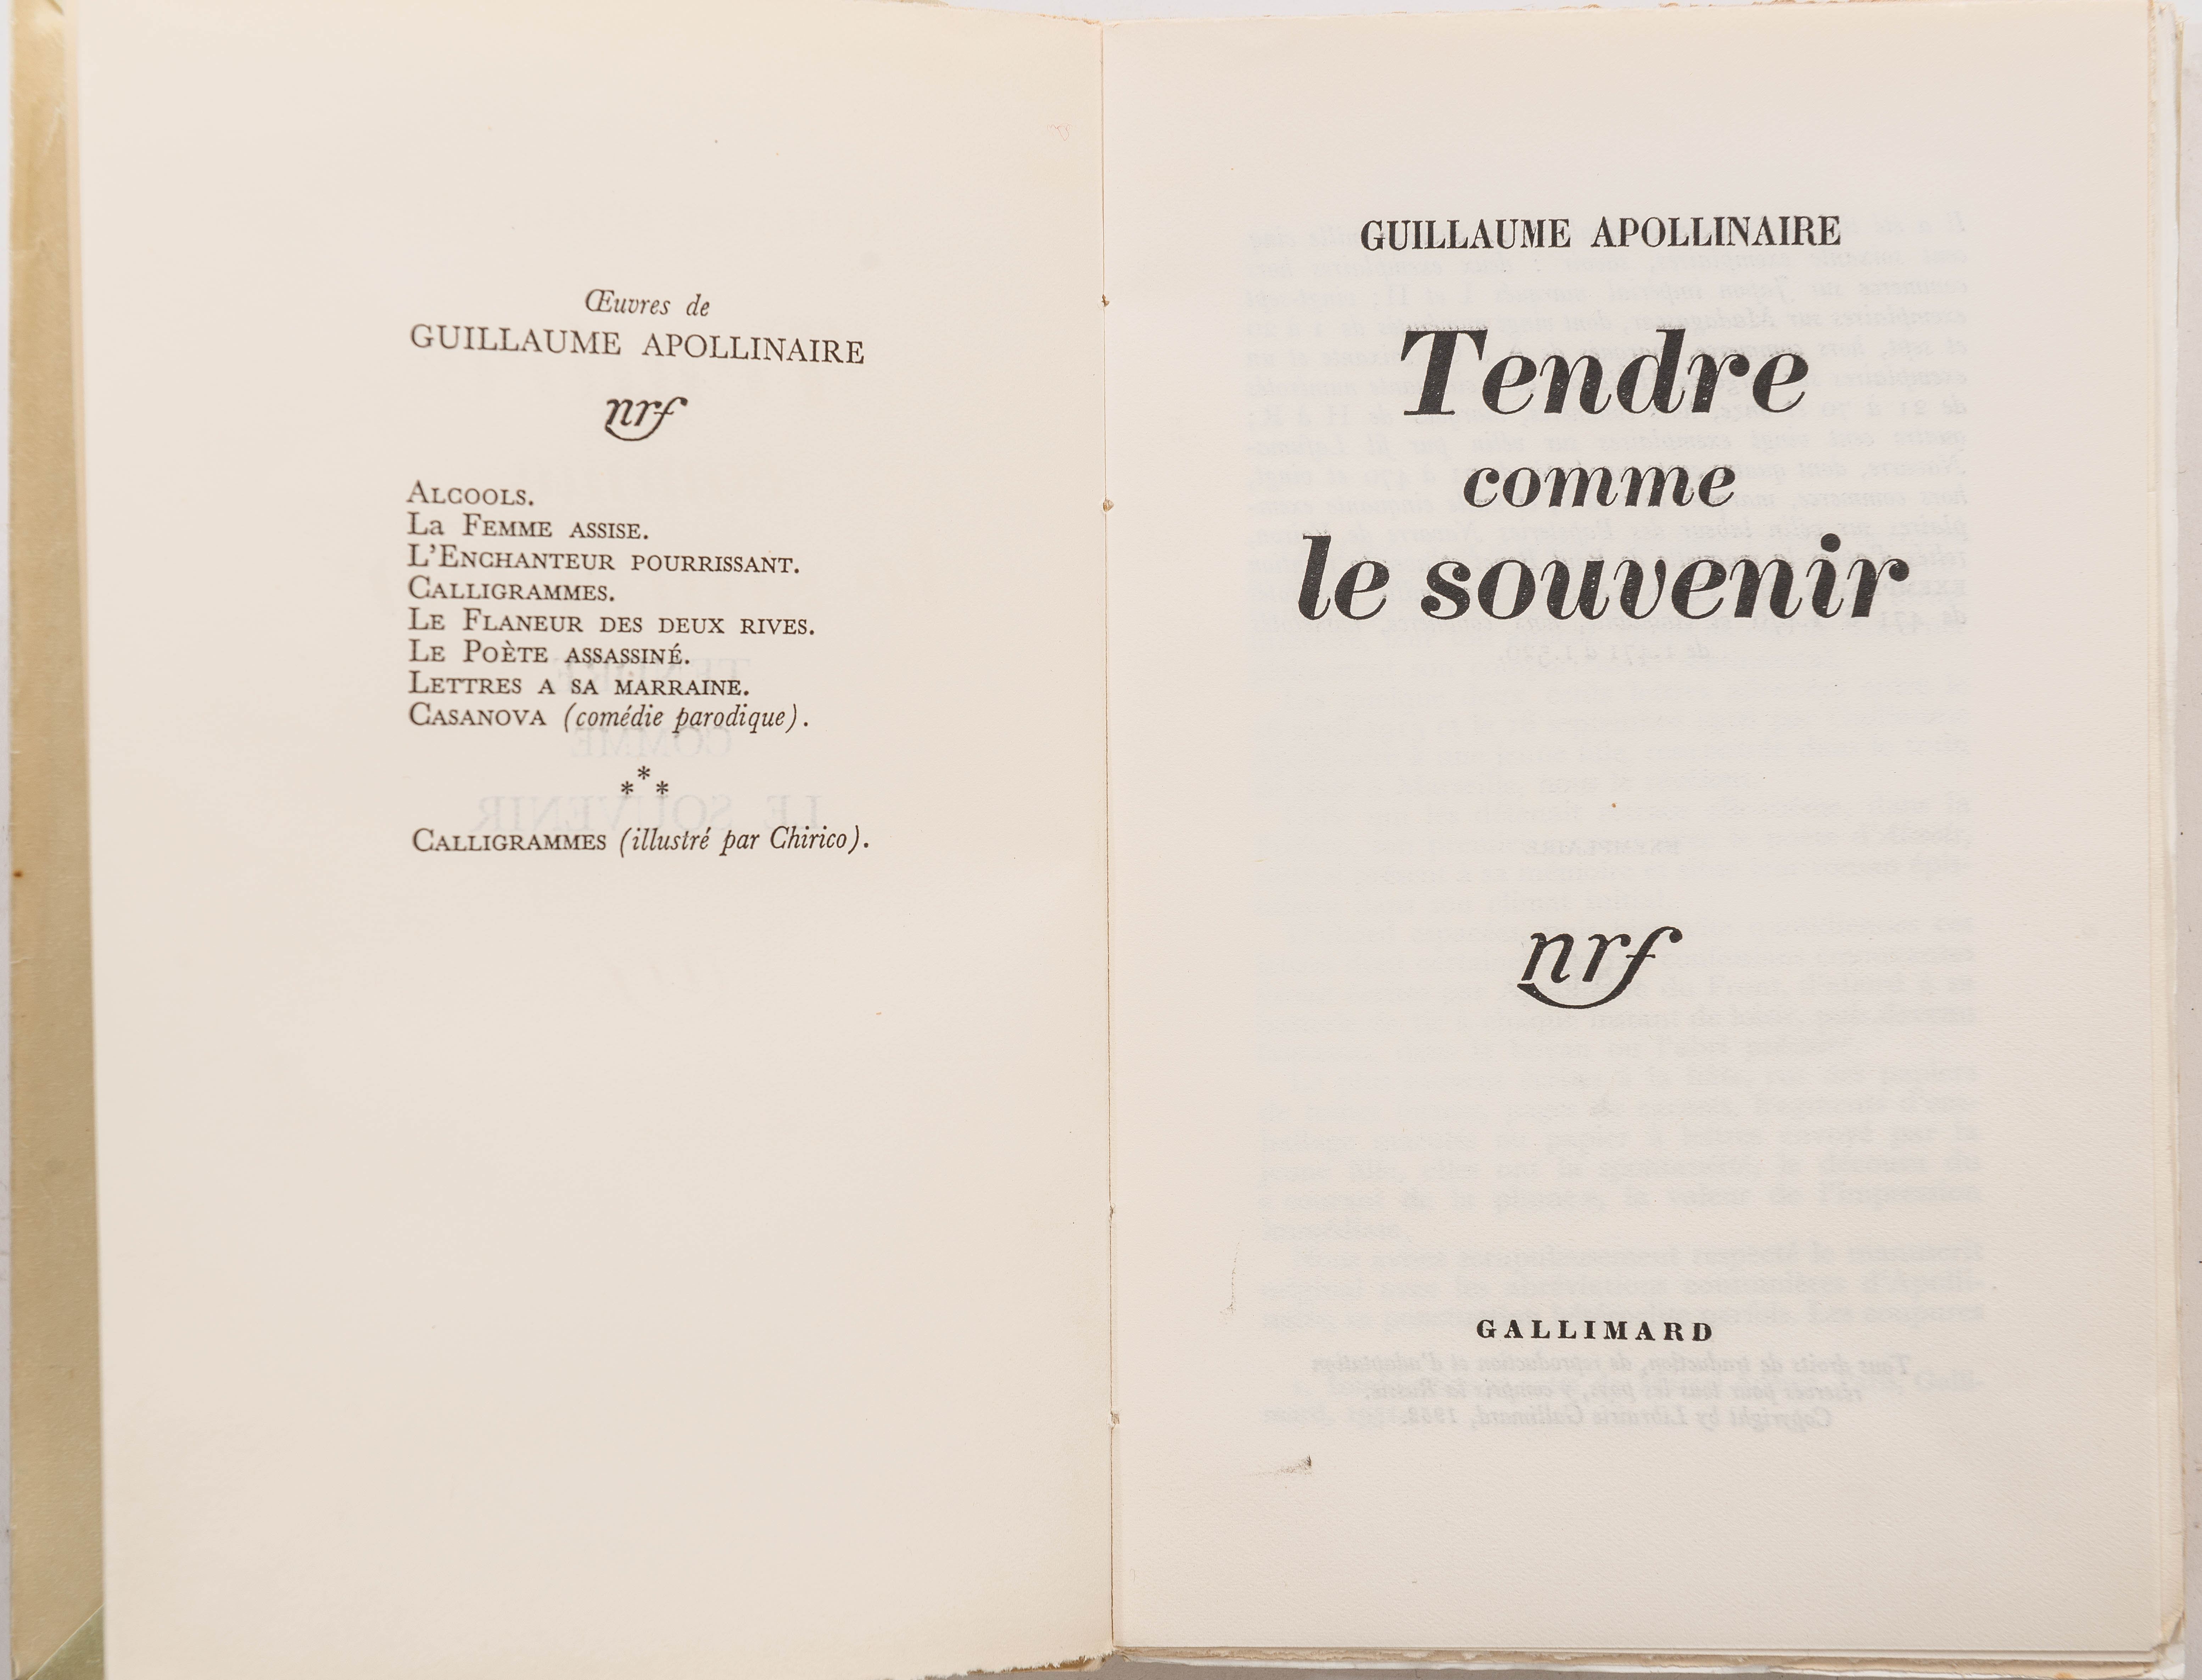 Œuvres de
GUILLAUME APOLLINAIRE
nrf
ALCOOLS.
La FEMME ASSISE.
L'ENCHANTEUR POURRISSANT.
CALLIGRAMMES.
LE FLANEUR DES DEUX RIVES.
LE POÈTE ASSASSINÉ.
LETTRES A SA MARRAINE.
CASANOVA (comédie parodique).
* * *
CALLIGRAMMES (illustré par Chirico).
GUILLAUME APOLLINAIRE
Tendre
comme
le souvenir
nrf
GALLIMARD